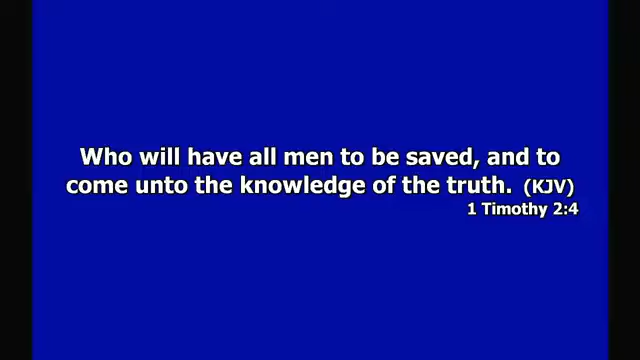 Who will have all men to be saved, and to
come unto the knowledge of the truth. (KJV)
1 Timothy 2:4